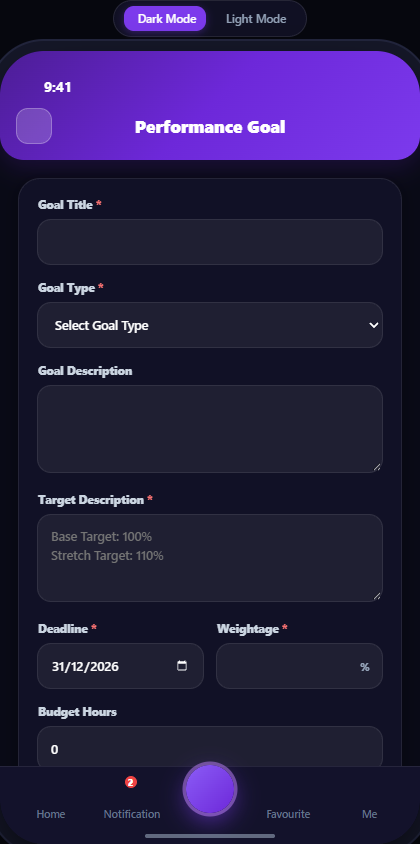 Dark Mode Light Mode
9:41
Performance Goal
Goal Title *
Goal Type *
Select Goal Type
Goal Description
Target Description *
Base Target: 100%
Stretch Target: 110%
Deadline * Weightage *
31/12/2026 %
Budget Hours
0
2
Home Notification Favourite Me